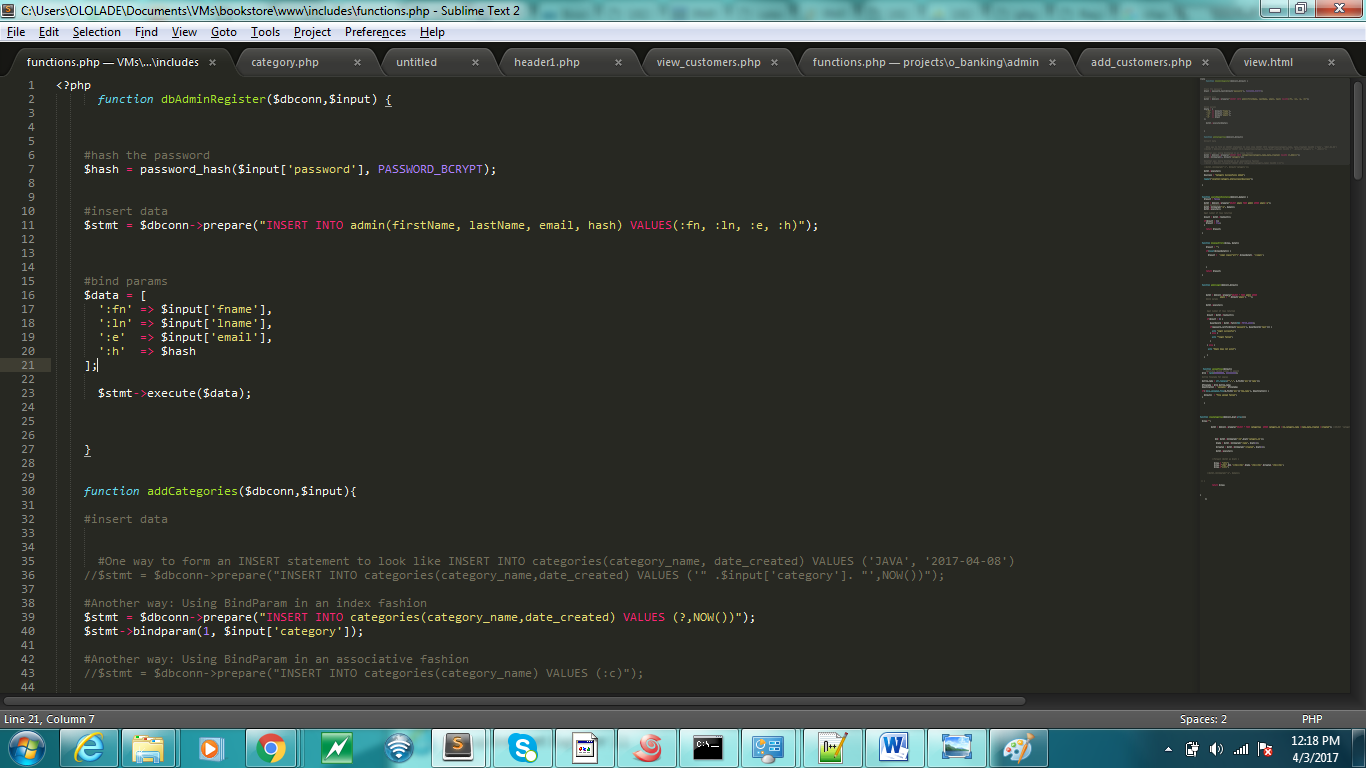 C:\Users\OLOLADE\Documents\VMs\bookstore\www\includes\functions.php - Sublime Text 2
File Edit Selection Find View Goto Tools Project Preferences Help
functions.php — VMs\...\includes × category.php × untitled × header1.php × view_customers.php × functions.php — projects\o_banking\admin × add_customers.php × view.html ×
1 <?php
2 function dbAdminRegister($dbconn,$input) {
3
4
5
6 #hash the password
7 $hash = password_hash($input['password'], PASSWORD_BCRYPT);
8
9
10 #insert data
11 $stmt = $dbconn->prepare("INSERT INTO admin(firstName, lastName, email, hash) VALUES(:fn, :ln, :e, :h)");
12
13
14
15 #bind params
16 $data = [
17 ':fn' => $input['fname'],
18 ':ln' => $input['lname'],
19 ':e' => $input['email'],
20 ':h' => $hash
21 ];
22
23 $stmt->execute($data);
24
25
26
27 }
28
29
30 function addCategories($dbconn,$input){
31
32 #insert data
33
34
35 #One way to form an INSERT statement to look like INSERT INTO categories(category_name, date_created) VALUES ('JAVA', '2017-04-08')
36 //$stmt = $dbconn->prepare("INSERT INTO categories(category_name,date_created) VALUES ('" .$input['category']. "',NOW())");
37
38 #Another way: Using BindParam in an index fashion
39 $stmt = $dbconn->prepare("INSERT INTO categories(category_name,date_created) VALUES (?,NOW())");
40 $stmt->bindparam(1, $input['category']);
41
42 #Another way: Using BindParam in an associative fashion
43 //$stmt = $dbconn->prepare("INSERT INTO categories(category_name) VALUES (:c)");
44
Line 21, Column 7 Spaces: 2 PHP
12:18 PM
4/3/2017